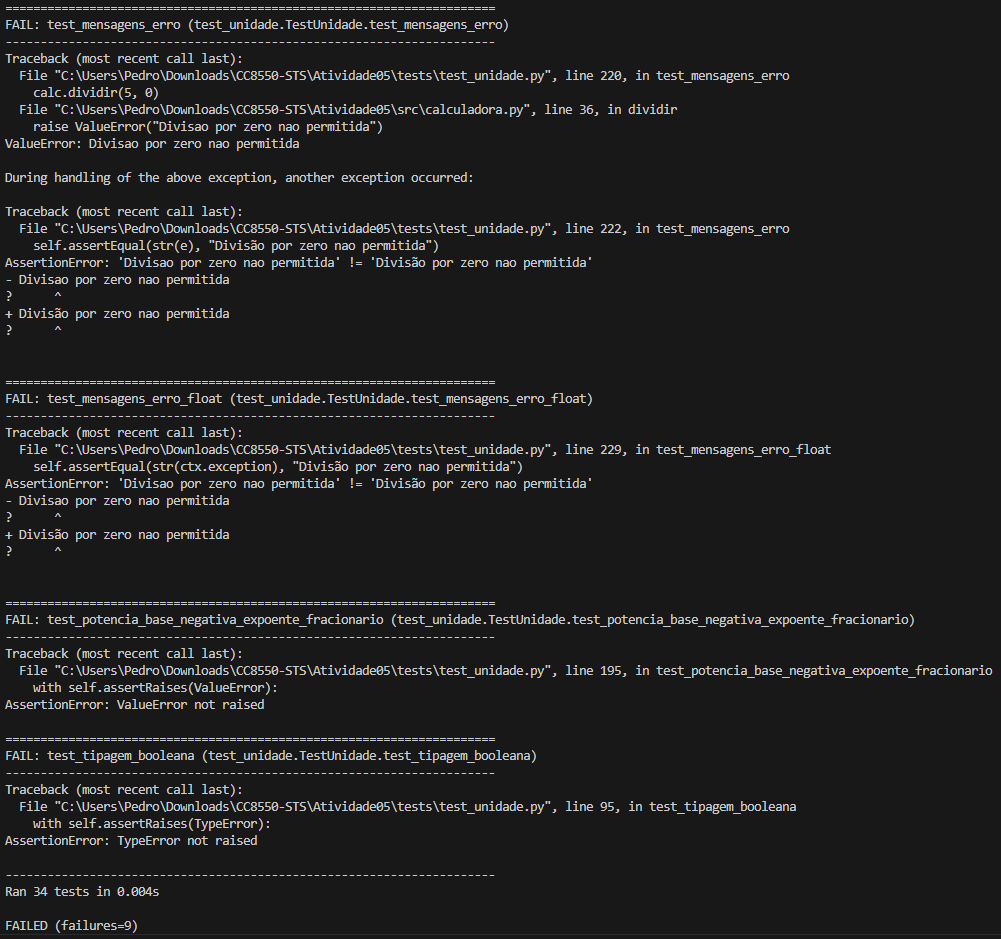 ======================================================================
FAIL: test_mensagens_erro (test_unidade.TestUnidade.test_mensagens_erro)
----------------------------------------------------------------------
Traceback (most recent call last):
  File "C:\Users\Pedro\Downloads\CC8550-STS\Atividade05\tests\test_unidade.py", line 220, in test_mensagens_erro
    calc.dividir(5, 0)
  File "C:\Users\Pedro\Downloads\CC8550-STS\Atividade05\src\calculadora.py", line 36, in dividir
    raise ValueError("Divisao por zero nao permitida")
ValueError: Divisao por zero nao permitida

During handling of the above exception, another exception occurred:

Traceback (most recent call last):
  File "C:\Users\Pedro\Downloads\CC8550-STS\Atividade05\tests\test_unidade.py", line 222, in test_mensagens_erro
    self.assertEqual(str(e), "Divisão por zero nao permitida")
AssertionError: 'Divisao por zero nao permitida' != 'Divisão por zero nao permitida'
- Divisao por zero nao permitida
?      ^
+ Divisão por zero nao permitida
?      ^


======================================================================
FAIL: test_mensagens_erro_float (test_unidade.TestUnidade.test_mensagens_erro_float)
----------------------------------------------------------------------
Traceback (most recent call last):
  File "C:\Users\Pedro\Downloads\CC8550-STS\Atividade05\tests\test_unidade.py", line 229, in test_mensagens_erro_float
    self.assertEqual(str(ctx.exception), "Divisão por zero nao permitida")
AssertionError: 'Divisao por zero nao permitida' != 'Divisão por zero nao permitida'
- Divisao por zero nao permitida
?      ^
+ Divisão por zero nao permitida
?      ^


======================================================================
FAIL: test_potencia_base_negativa_expoente_fracionario (test_unidade.TestUnidade.test_potencia_base_negativa_expoente_fracionario)
----------------------------------------------------------------------
Traceback (most recent call last):
  File "C:\Users\Pedro\Downloads\CC8550-STS\Atividade05\tests\test_unidade.py", line 195, in test_potencia_base_negativa_expoente_fracionario
    with self.assertRaises(ValueError):
AssertionError: ValueError not raised

======================================================================
FAIL: test_tipagem_booleana (test_unidade.TestUnidade.test_tipagem_booleana)
----------------------------------------------------------------------
Traceback (most recent call last):
  File "C:\Users\Pedro\Downloads\CC8550-STS\Atividade05\tests\test_unidade.py", line 95, in test_tipagem_booleana
    with self.assertRaises(TypeError):
AssertionError: TypeError not raised

----------------------------------------------------------------------
Ran 34 tests in 0.004s

FAILED (failures=9)